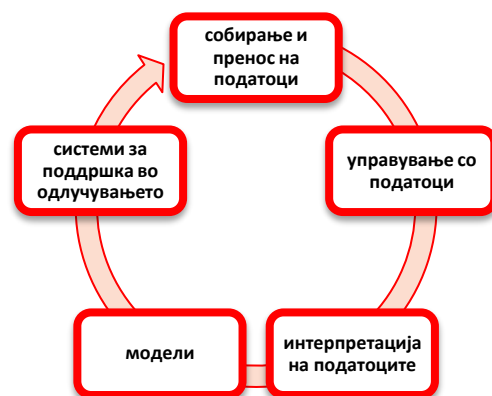 собирање и
пренос на
податоци
управување со
податоци
интерпретација
на податоците
модели
системи за
поддршка во
одлучувањето